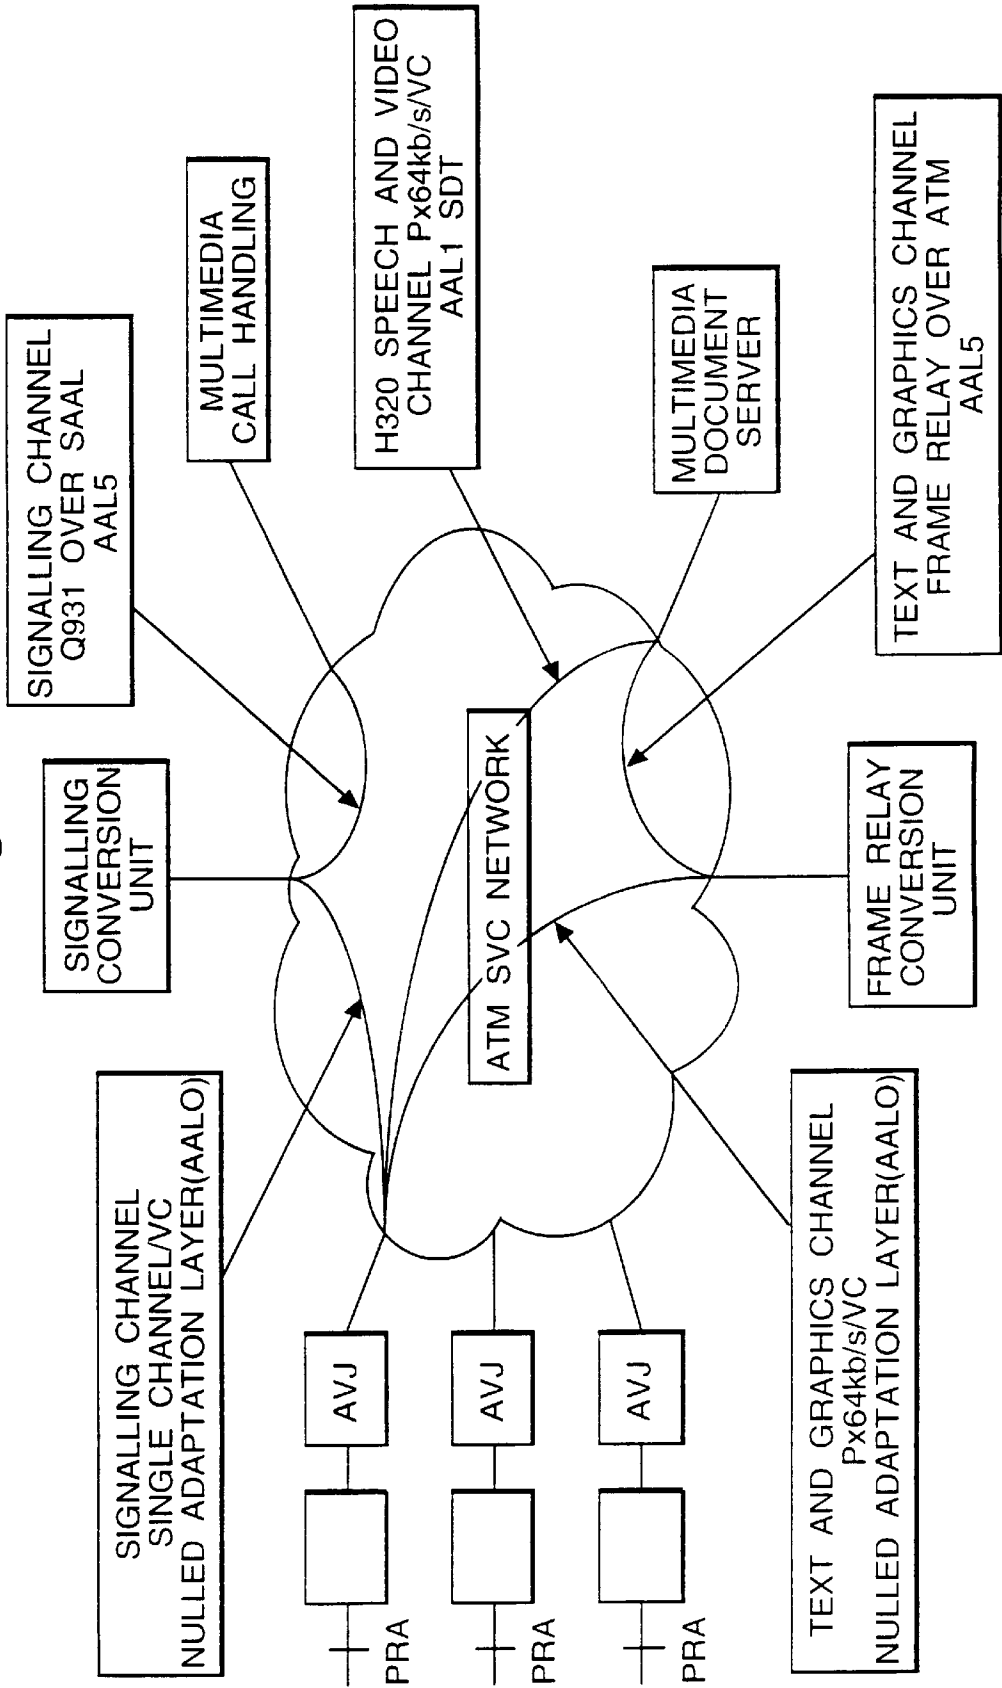 SIGNALLING CHANNEL
SINGLE CHANNEL/VC
NULLED ADAPTATION LAYER(AALO)
SIGNALLING
CONVERSION
UNIT
SIGNALLING CHANNEL
Q931 OVER SAAL
AAL5
MULTIMEDIA
CALL HANDLING
H320 SPEECH AND VIDEO
CHANNEL Px64kb/s/VC
AAL1 SDT
PRA
AVJ
PRA
AVJ
PRA
AVJ
ATM SVC NETWORK
MULTIMEDIA
DOCUMENT
SERVER
TEXT AND GRAPHICS CHANNEL
Px64kb/s/VC
NULLED ADAPTATION LAYER(AALO)
FRAME RELAY
CONVERSION
UNIT
TEXT AND GRAPHICS CHANNEL
FRAME RELAY OVER ATM
AAL5